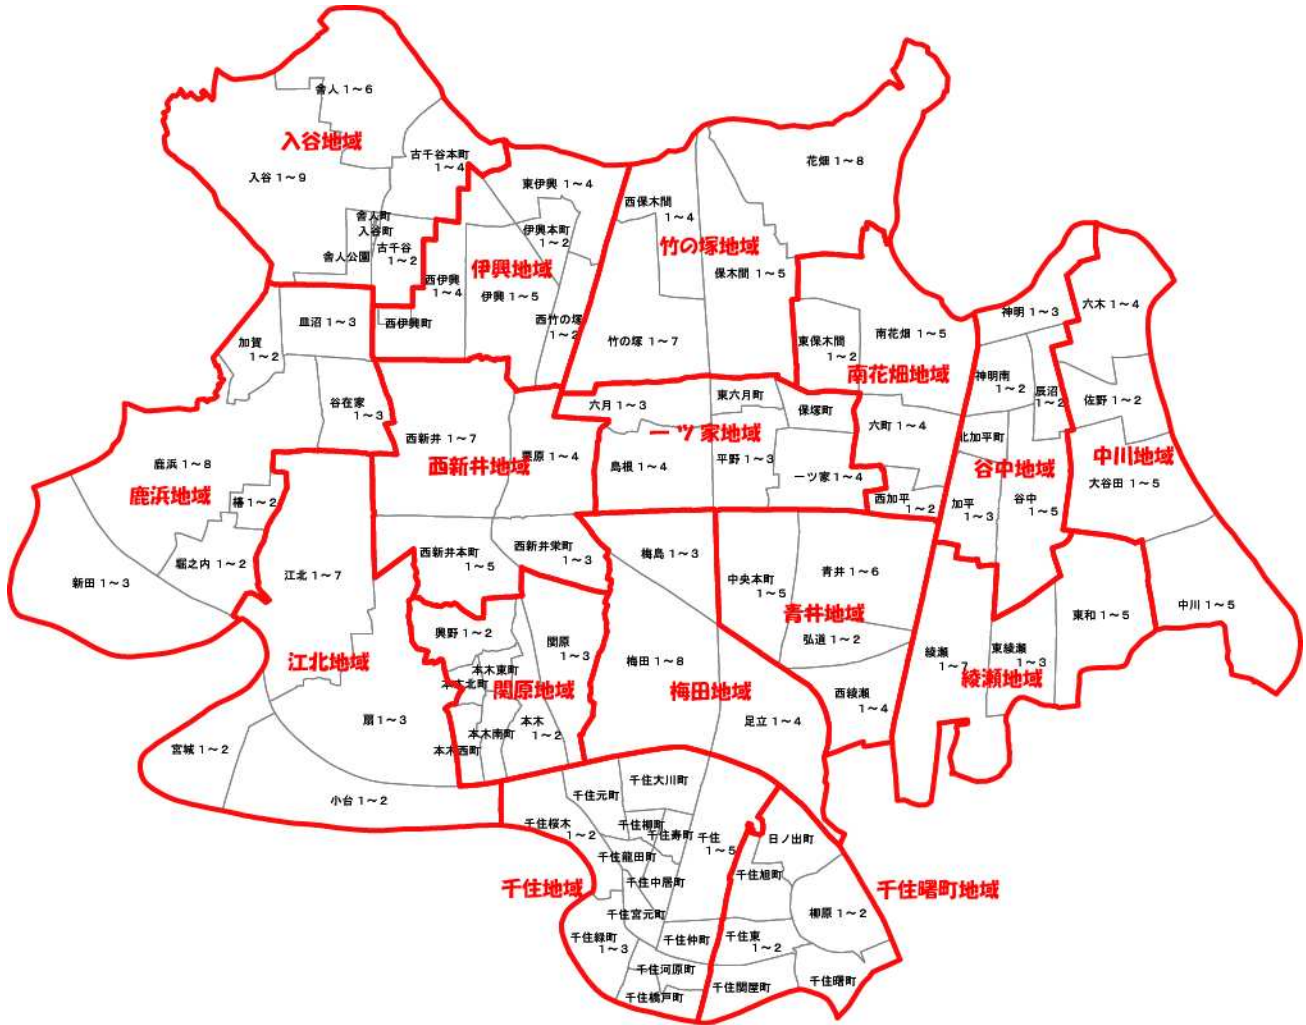 舎人 1～6
入谷地域
古千谷本町
1～4
入谷 1～9
舎人町
入谷町
舎人公園
古千谷
1～2
東伊興 1～4
伊興本町
1～2
伊興地域
西伊興
1～4
伊興 1～5
西伊興町
西竹の塚
1～2
花畑 1～8
西保木間
1～4
竹の塚地域
保木間 1～5
竹の塚 1～7
東保木間
1～2
南花畑 1～5
南花畑地域
六町 1～4
西加平
1～2
神明 1～3
六木 1～4
神明南
1～2
辰沼
1～2
佐野 1～2
北加平町
谷中地域
中川地域
大谷田 1～5
加平
1～3
谷中
1～5
皿沼 1～3
加賀
1～2
谷在家
1～3
鹿浜 1～8
鹿浜地域
椿 1～2
堀之内 1～2
新田 1～3
西新井 1～7
栗原 1～4
西新井地域
西新井本町
1～5
西新井栄町
1～3
六月 1～3
東六月町
保塚町
一ツ家地域
島根 1～4
平野 1～3
一ツ家 1～4
梅島 1～3
中央本町
1～5
青井 1～6
青井地域
弘道 1～2
西綾瀬
1～4
綾瀬
1～7
東綾瀬
1～3
綾瀬地域
東和 1～5
中川 1～5
江北 1～7
江北地域
扇 1～3
宮城 1～2
小台 1～2
興野 1～2
関原
1～3
本木東町
本木北町
関原地域
本木
1～2
本木南町
本木西町
梅田 1～8
梅田地域
足立 1～4
千住大川町
千住元町
千住桜木
1～2
千住柳町
千住寿町
千住
1～5
千住龍田町
千住中居町
千住地域
千住宮元町
千住緑町
1～3
千住仲町
千住河原町
千住橋戸町
日ノ出町
千住旭町
千住曙町地域
柳原 1～2
千住東
1～2
千住関屋町
千住曙町